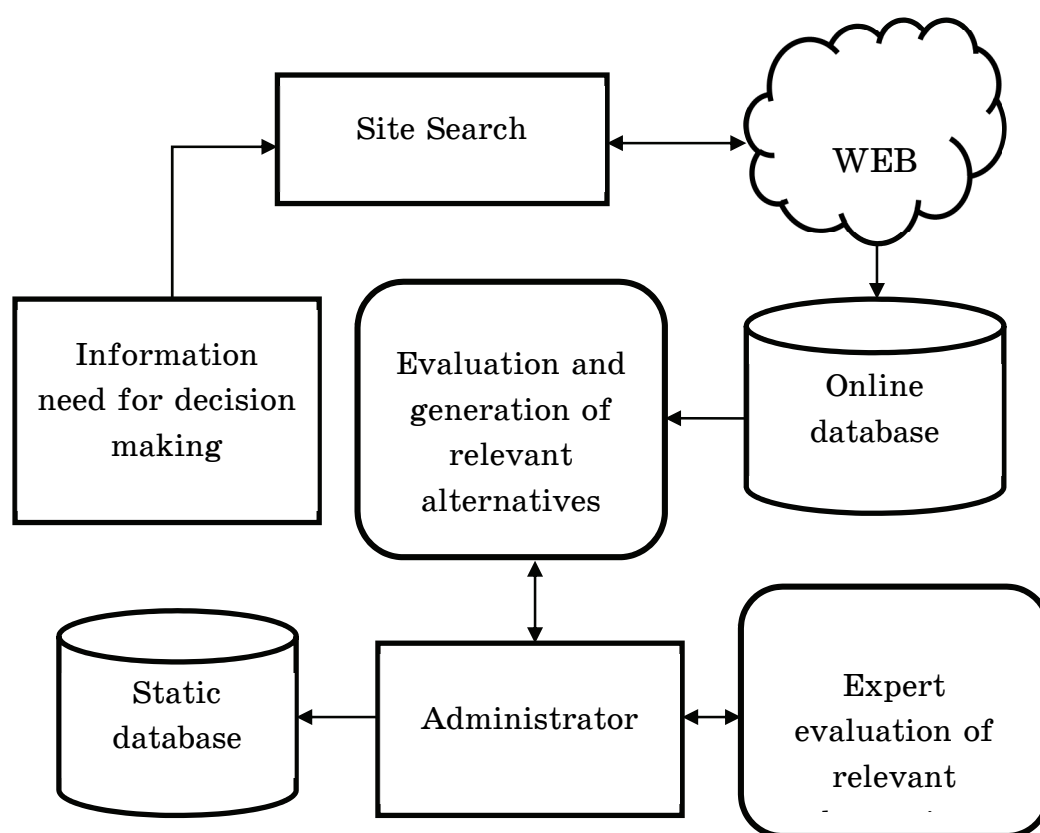 Site Search
WEB
Information
need for decision
making
Evaluation and
generation of
relevant
alternatives
Online
database
Static
database
Administrator
Expert
evaluation of
relevant